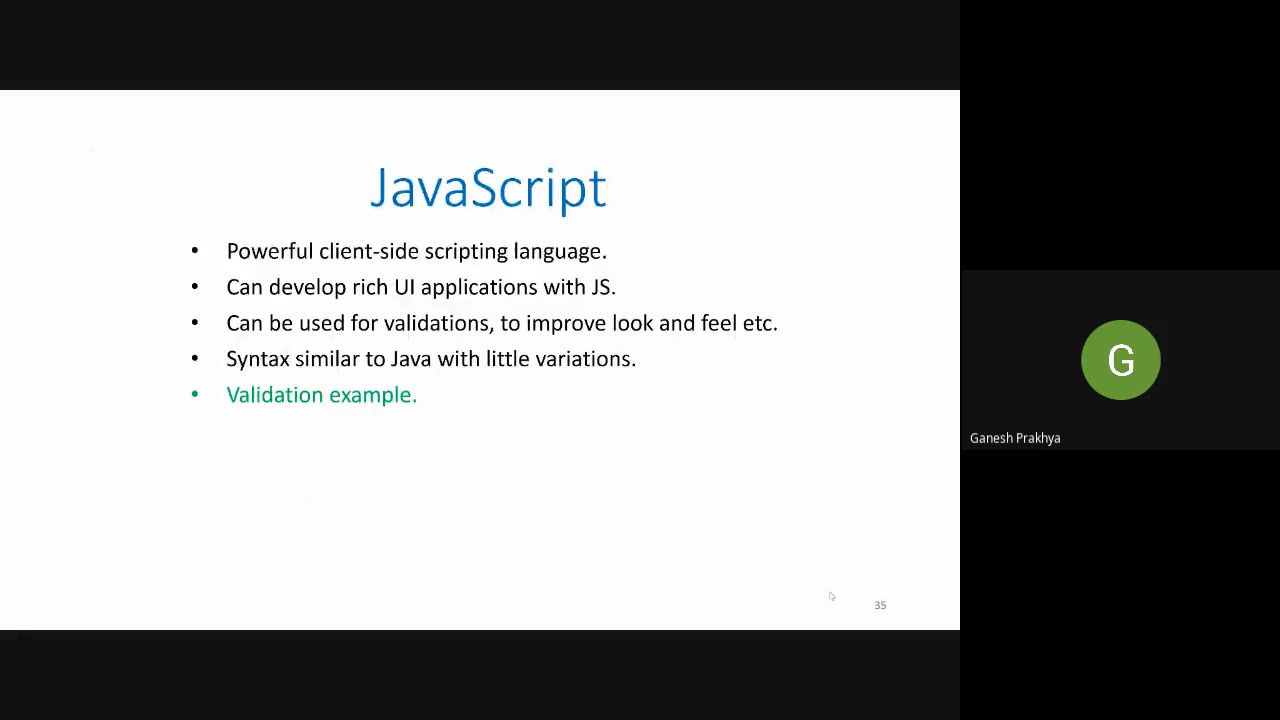 JavaScript
• Powerful client-side scripting language.
• Can develop rich UI applications with JS.
• Can be used for validations, to improve look and feel etc.
• Syntax similar to Java with little variations.
• Validation example.
35
G
Ganesh Prakhya